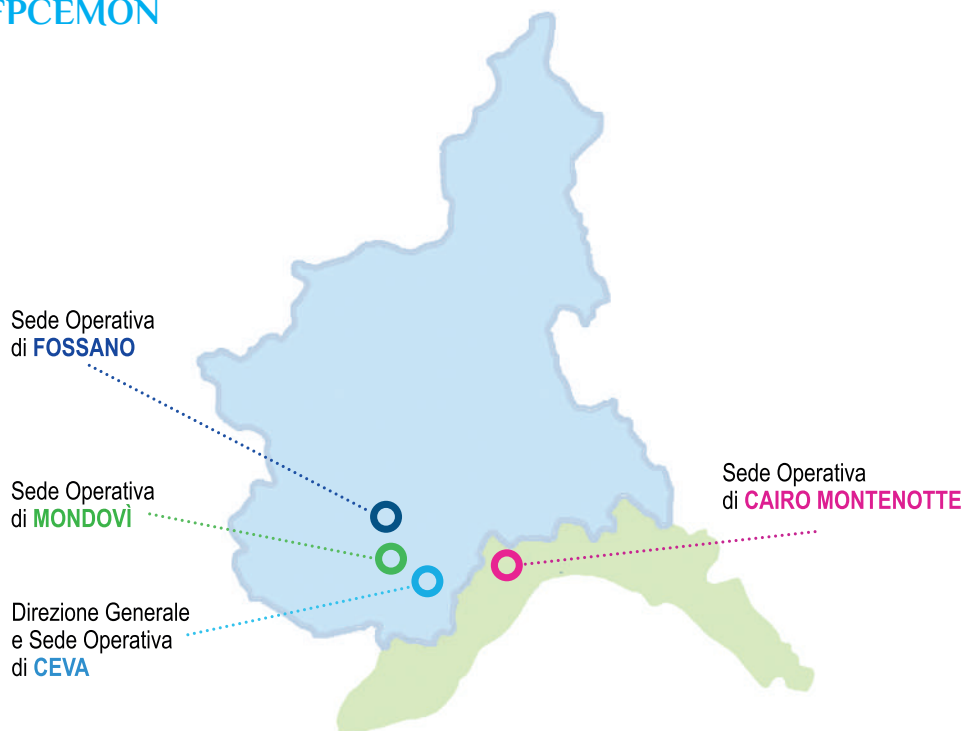 FPCEMON
Sede Operativa
di FOSSANO
Sede Operativa
di MONDOVÌ
Sede Operativa
di CAIRO MONTENOTTE
Direzione Generale
e Sede Operativa
di CEVA